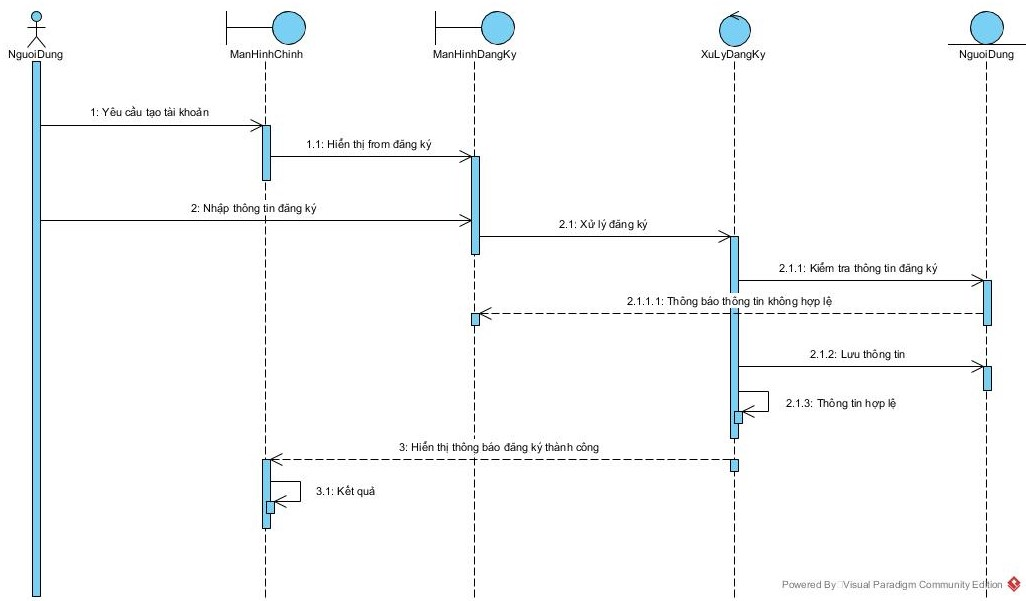 NguoiDung
ManHinhChinh
ManHinhDangKy
XuLyDangKy
NguoiDung
1: Yêu cầu tạo tài khoản
1.1: Hiển thị from đăng ký
2: Nhập thông tin đăng ký
2.1: Xử lý đăng ký
2.1.1: Kiểm tra thông tin đăng ký
2.1.1.1: Thông báo thông tin không hợp lệ
2.1.2: Lưu thông tin
2.1.3: Thông tin hợp lệ
3: Hiển thị thông báo đăng ký thành công
3.1: Kết quả
Powered By Visual Paradigm Community Edition